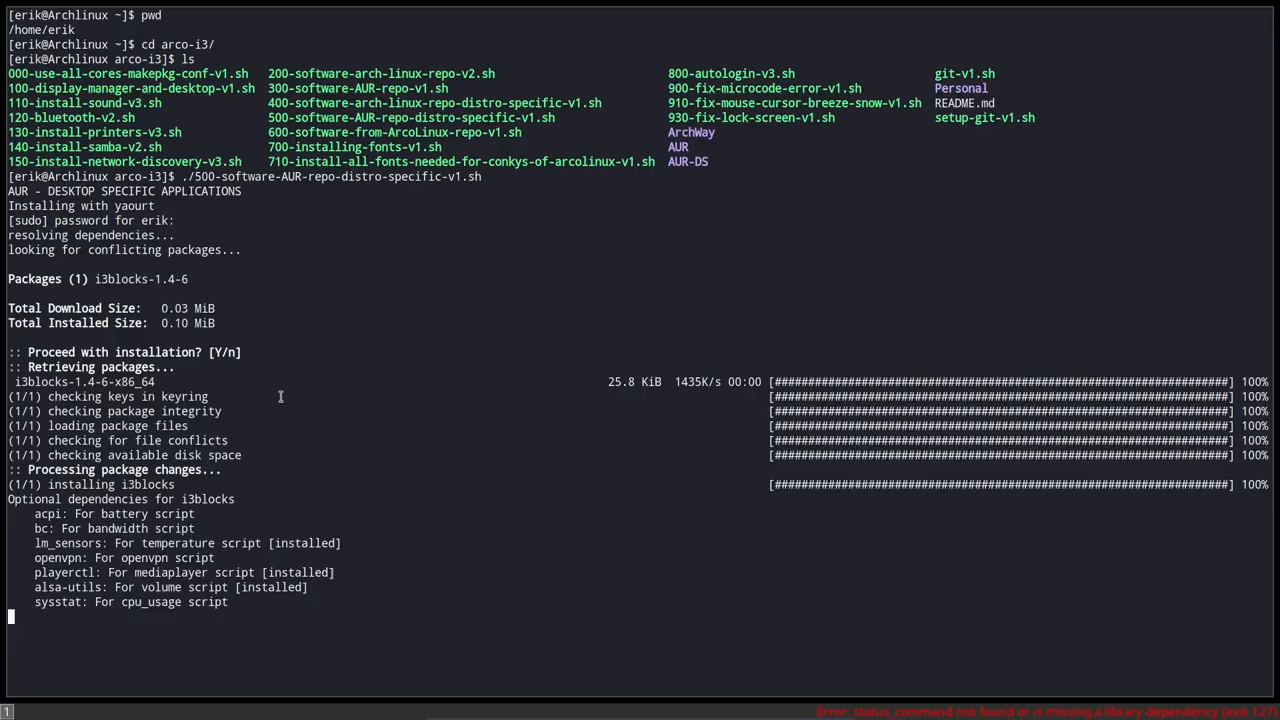 [erik@Archlinux ~]$ pwd
/home/erik
[erik@Archlinux ~]$ cd arco-i3/
[erik@Archlinux arco-i3]$ ls
000-use-all-cores-makepkg-conf-v1.sh 200-software-arch-linux-repo-v2.sh 800-autologin-v3.sh git-v1.sh
100-display-manager-and-desktop-v1.sh 300-software-AUR-repo-v1.sh 900-fix-microcode-error-v1.sh Personal
110-install-sound-v3.sh 400-software-arch-linux-repo-distro-specific-v1.sh 910-fix-mouse-cursor-breeze-snow-v1.sh README.md
120-bluetooth-v2.sh 500-software-AUR-repo-distro-specific-v1.sh 930-fix-lock-screen-v1.sh setup-git-v1.sh
130-install-printers-v3.sh 600-software-from-ArcoLinux-repo-v1.sh ArchWay
140-install-samba-v2.sh 700-installing-fonts-v1.sh AUR
150-install-network-discovery-v3.sh 710-install-all-fonts-needed-for-conkys-of-arcolinux-v1.sh AUR-DS
[erik@Archlinux arco-i3]$ ./500-software-AUR-repo-distro-specific-v1.sh
AUR - DESKTOP SPECIFIC APPLICATIONS
Installing with yaourt
[sudo] password for erik:
resolving dependencies...
looking for conflicting packages...
Packages (1) i3blocks-1.4-6
Total Download Size: 0.03 MiB
Total Installed Size: 0.10 MiB
:: Proceed with installation? [Y/n]
:: Retrieving packages...
i3blocks-1.4-6-x86_64 25.8 KiB 1435K/s 00:00 [####################################################################] 100%
(1/1) checking keys in keyring [####################################################################] 100%
(1/1) checking package integrity [####################################################################] 100%
(1/1) loading package files [####################################################################] 100%
(1/1) checking for file conflicts [####################################################################] 100%
(1/1) checking available disk space [####################################################################] 100%
:: Processing package changes...
(1/1) installing i3blocks [####################################################################] 100%
Optional dependencies for i3blocks
acpi: For battery script
bc: For bandwidth script
lm_sensors: For temperature script [installed]
openvpn: For openvpn script
playerctl: For mediaplayer script [installed]
alsa-utils: For volume script [installed]
sysstat: For cpu_usage script
1 Error: status_command not found or is missing a library dependency (exit 127)